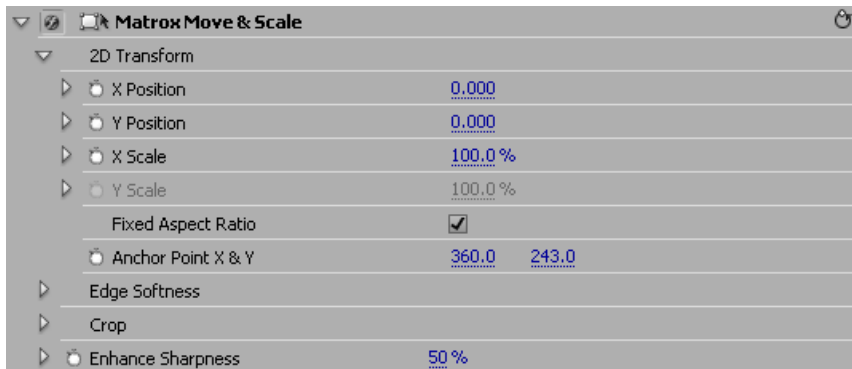 Matrox Move & Scale
2D Transform
X Position 0.000
Y Position 0.000
X Scale 100.0 %
Y Scale 100.0 %
Fixed Aspect Ratio
Anchor Point X & Y 360.0 243.0
Edge Softness
Crop
Enhance Sharpness 50 %